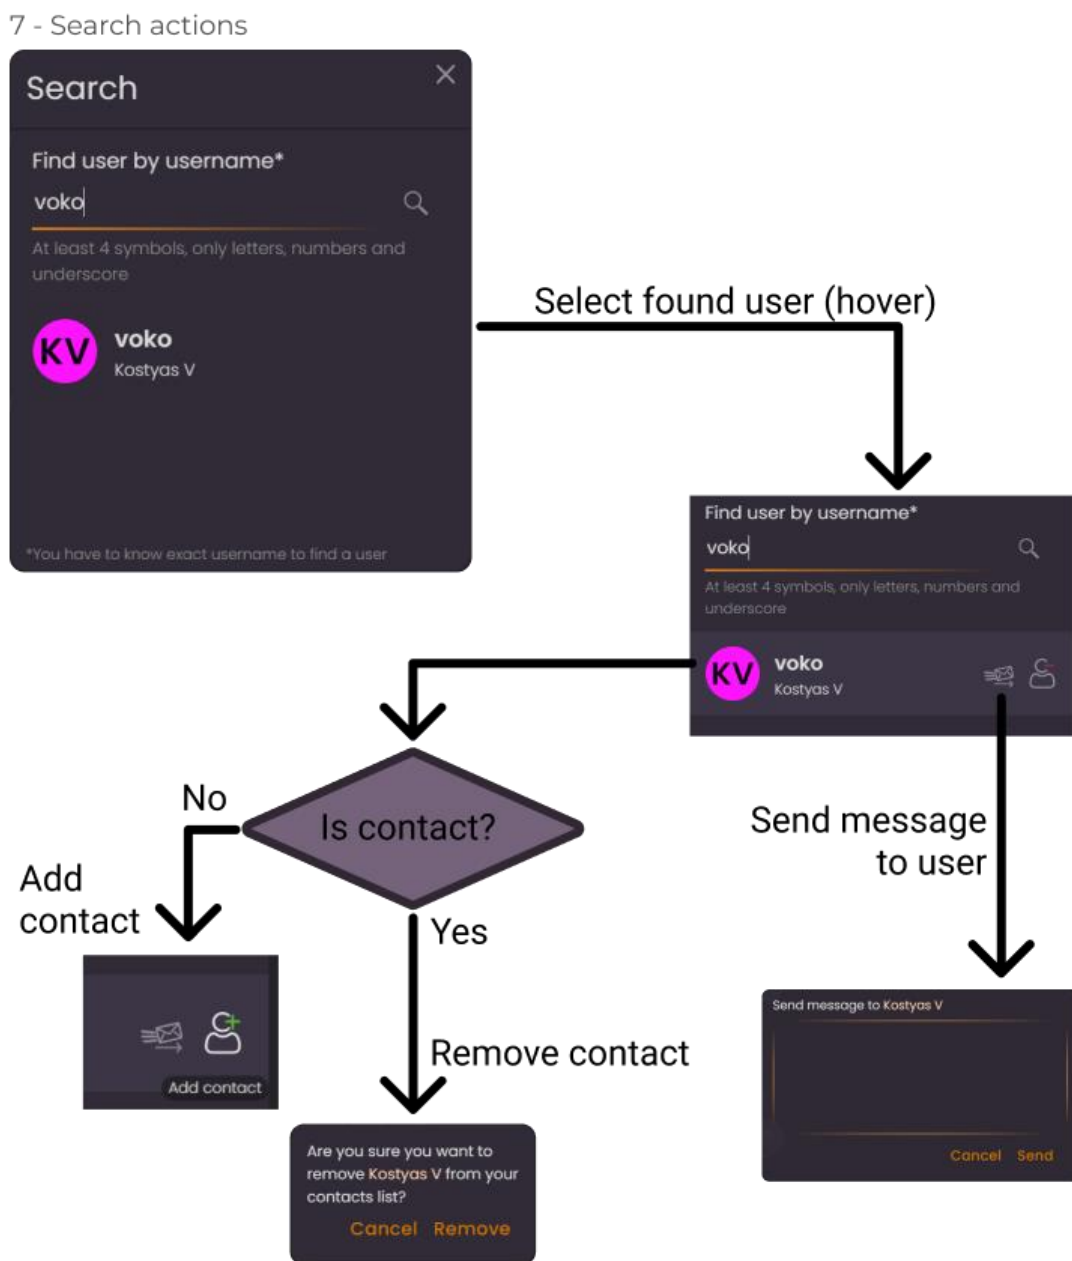 7 - Search actions
Search
Find user by username*
voko
At least 4 symbols, only letters, numbers and
underscore
KV
voko
Kostyas V
*You have to know exact username to find a user
Select found user (hover)
Find user by username*
voko
At least 4 symbols, only letters, numbers and
underscore
KV
voko
Kostyas V
Is contact?
No
Add
contact
Add contact
Yes
Remove contact
Are you sure you want to
remove Kostyas V from your
contacts list?
Cancel Remove
Send message
to user
Send message to Kostyas V
Cancel Send